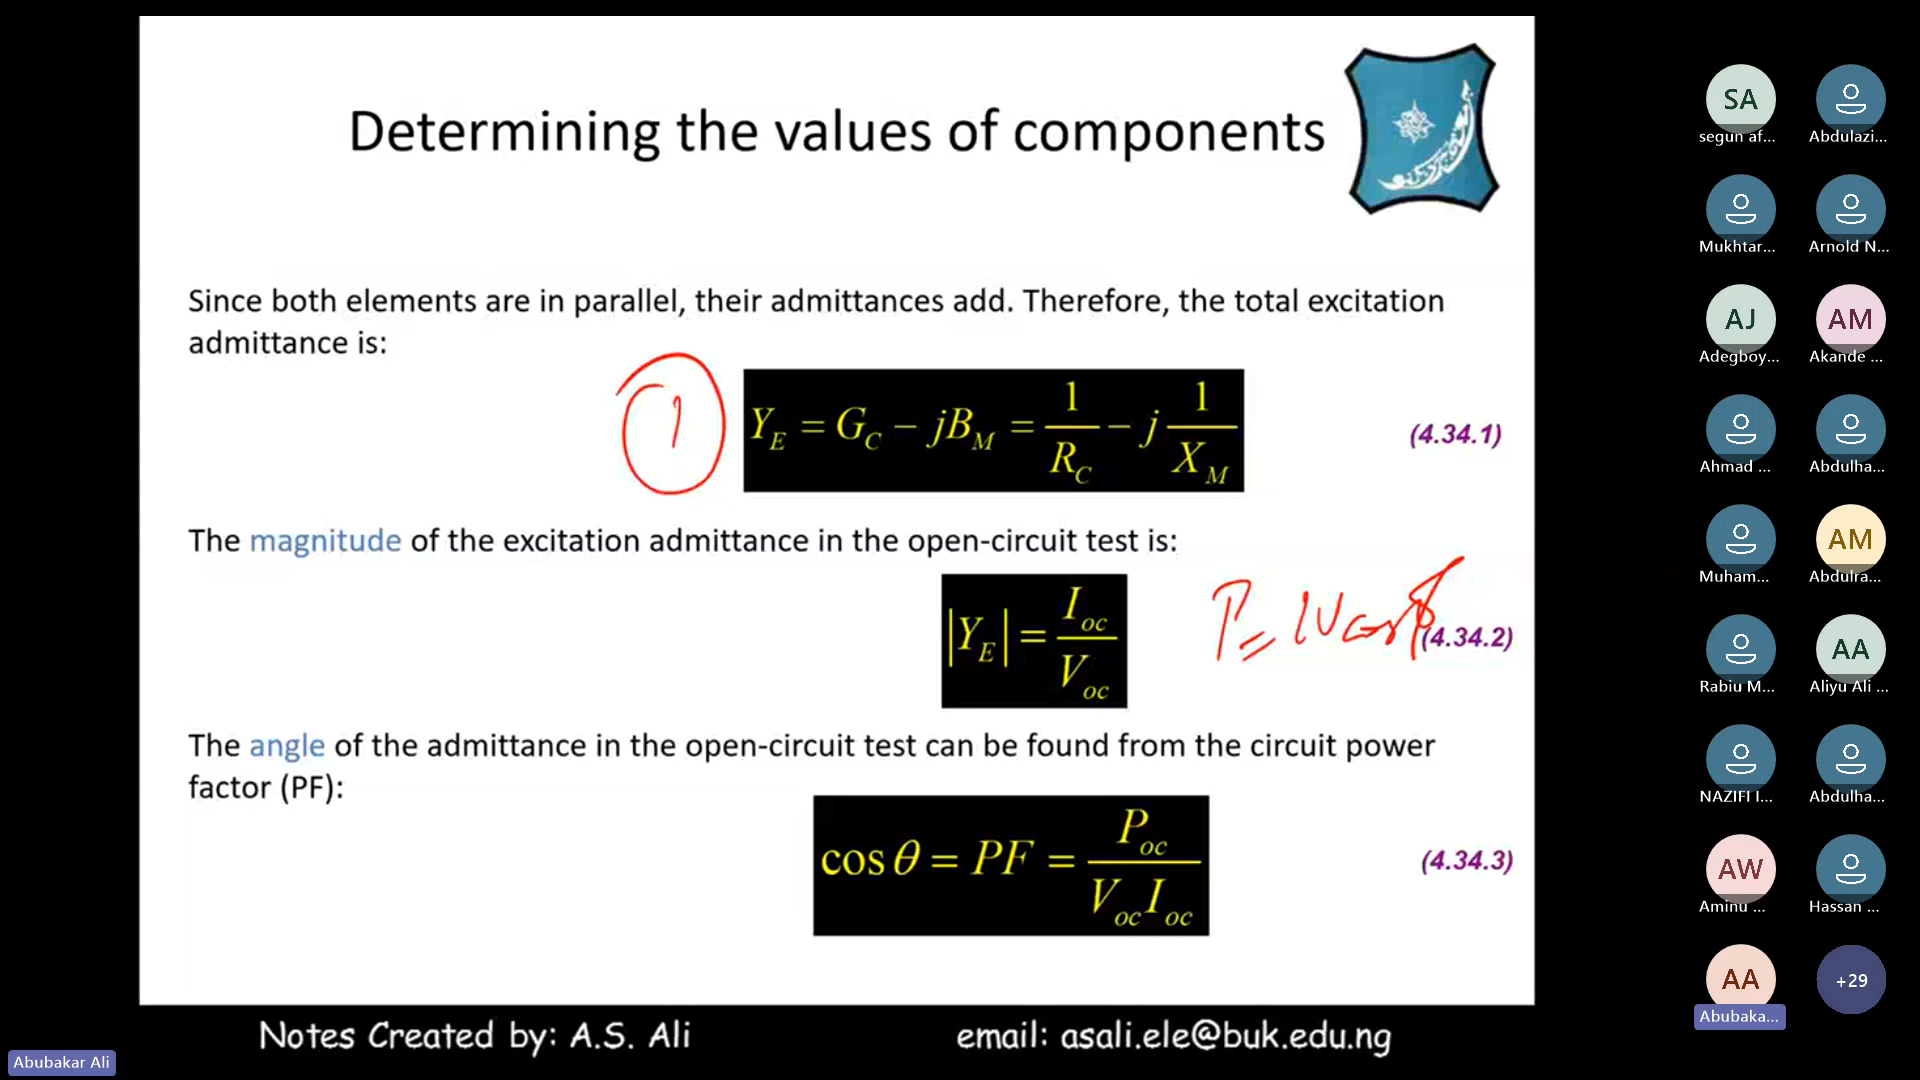 Determining the values of components
Since both elements are in parallel, their admittances add. Therefore, the total excitation
admittance is:
1
Y_E = G_C − jB_M = 1/R_C − j 1/X_M
(4.34.1)
The magnitude of the excitation admittance in the open-circuit test is:
|Y_E| = I_oc/V_oc
P = IV cos ϕ
(4.34.2)
The angle of the admittance in the open-circuit test can be found from the circuit power
factor (PF):
cos θ = PF = P_oc/V_oc I_oc
(4.34.3)
Notes Created by: A.S. Ali
email: asali.ele@buk.edu.ng
Abubakar Ali
SA
segun af...
Abdulazi...
Mukhtar...
Arnold N...
AJ
Adegboy...
AM
Akande ...
Ahmad ...
Abdulha...
Muham...
AM
Abdulra...
Rabiu M...
AA
Aliyu Ali ...
NAZIFI I...
Abdulha...
AW
Aminu ...
Hassan ...
AA
Abubaka...
+29